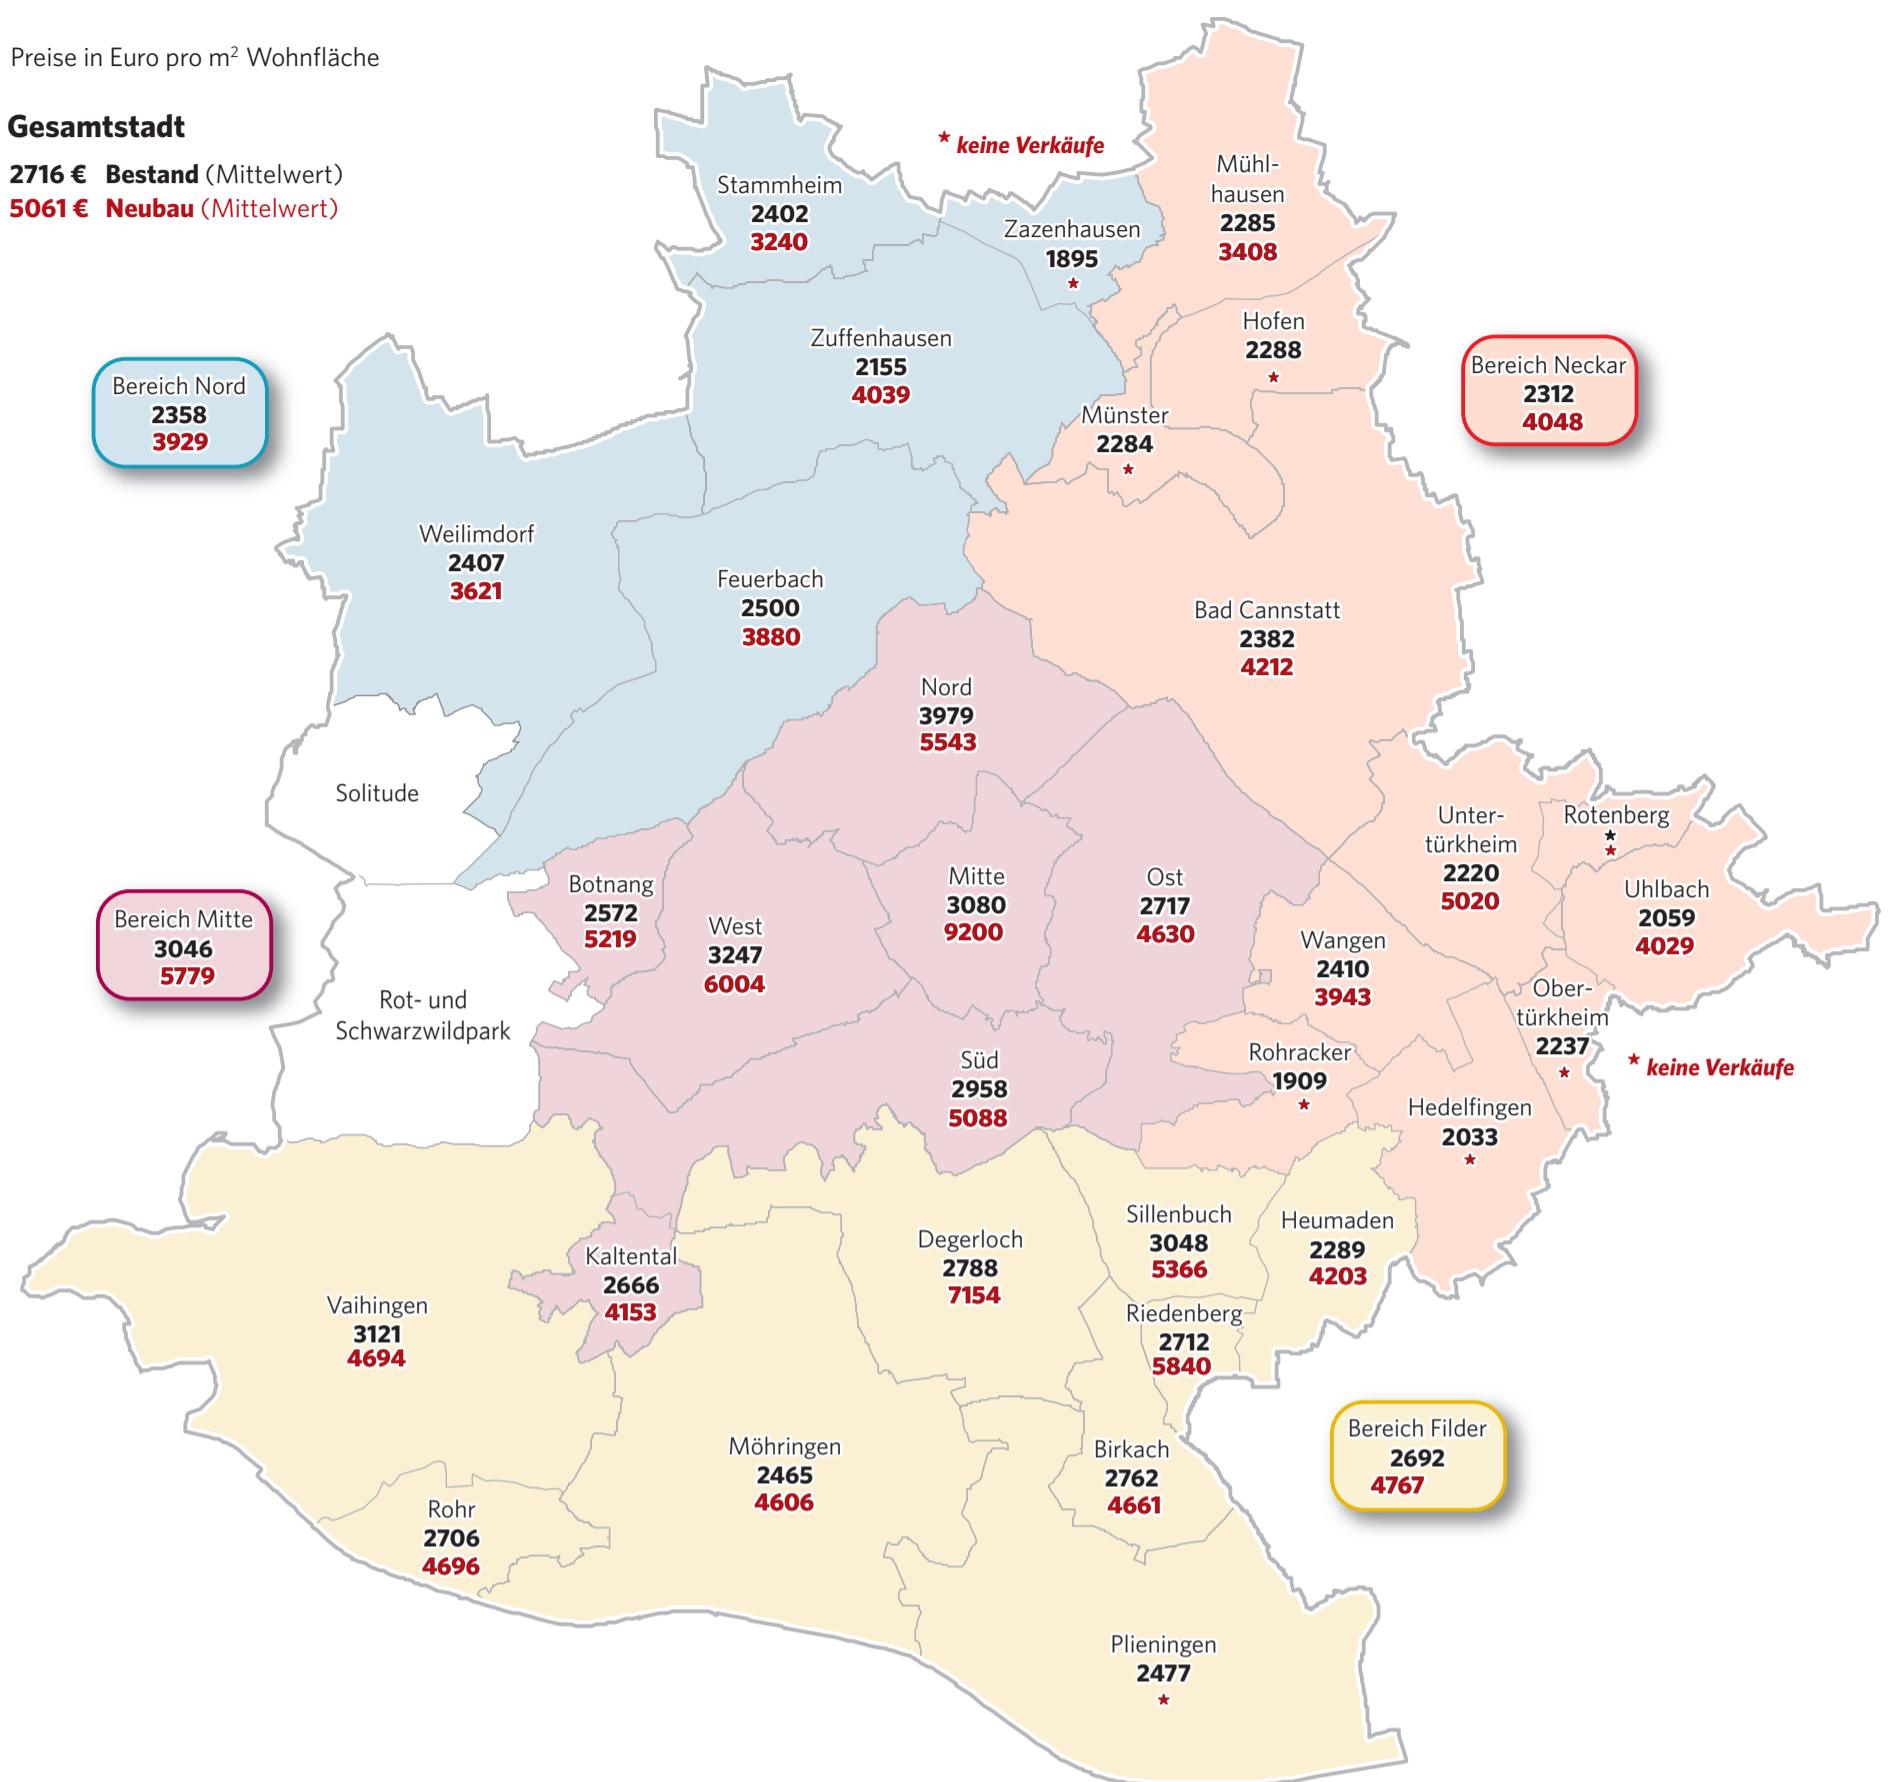 Preise in Euro pro m² Wohnfläche
Gesamtstadt
2716 € Bestand (Mittelwert)
5061 € Neubau (Mittelwert)
* keine Verkäufe
Stammheim
2402
3240
Zazenhausen
1895
*
Mühl-
hausen
2285
3408
Zuffenhausen
2155
4039
Hofen
2288
*
Bereich Nord
2358
3929
Bereich Neckar
2312
4048
Münster
2284
*
Weilimdorf
2407
3621
Feuerbach
2500
3880
Bad Cannstatt
2382
4212
Nord
3979
5543
Solitude
Unter-
türkheim
2220
5020
Rotenberg
*
*
Botnang
2572
5219
West
3247
6004
Mitte
3080
9200
Ost
2717
4630
Uhlbach
2059
4029
Bereich Mitte
3046
5779
Wangen
2410
3943
Rot- und
Schwarzwildpark
Ober-
türkheim
2237
*
* keine Verkäufe
Süd
2958
5088
Rohracker
1909
*
Hedelfingen
2033
*
Kaltental
2666
4153
Degerloch
2788
7154
Sillenbuch
3048
5366
Heumaden
2289
4203
Vaihingen
3121
4694
Riedenberg
2712
5840
Bereich Filder
2692
4767
Möhringen
2465
4606
Birkach
2762
4661
Rohr
2706
4696
Plieningen
2477
*